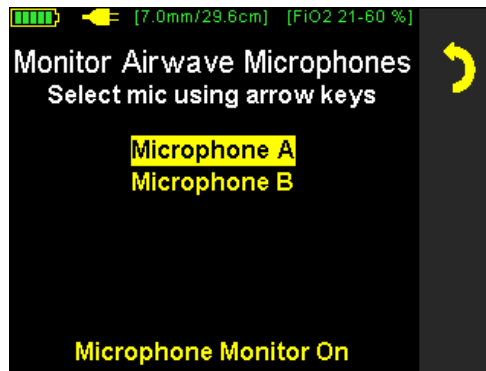 [7.0mm/29.6cm] [FiO2 21-60 %]
Monitor Airwave Microphones
Select mic using arrow keys
Microphone A
Microphone B
Microphone Monitor On